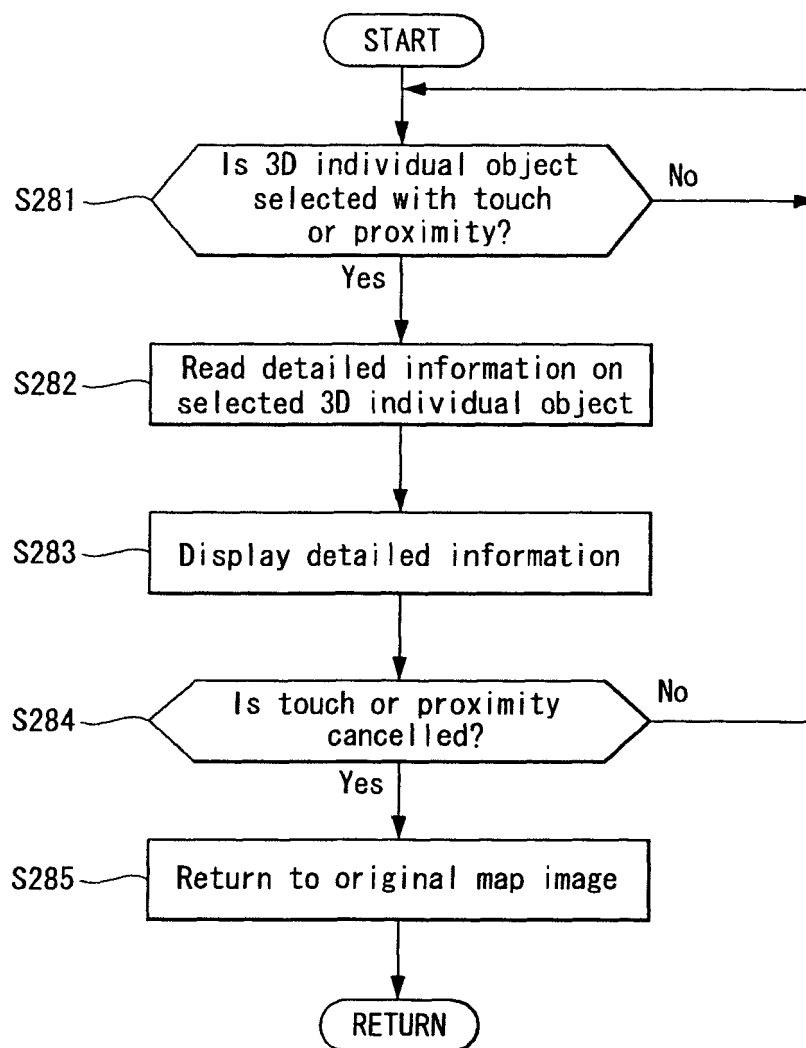 START
Is 3D individual object
selected with touch
or proximity?
No
S281
Yes
Read detailed information on
selected 3D individual object
S282
Display detailed information
S283
Is touch or proximity
cancelled?
No
S284
Yes
Return to original map image
S285
RETURN